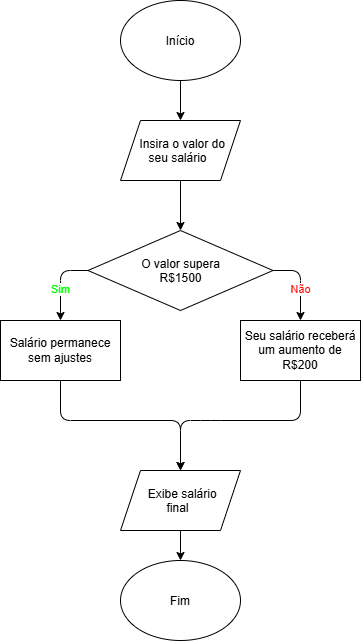 Início
Insira o valor do
seu salário
O valor supera
R$1500
Sim
Não
Salário permanece
sem ajustes
Seu salário receberá
um aumento de
R$200
Exibe salário
final
Fim